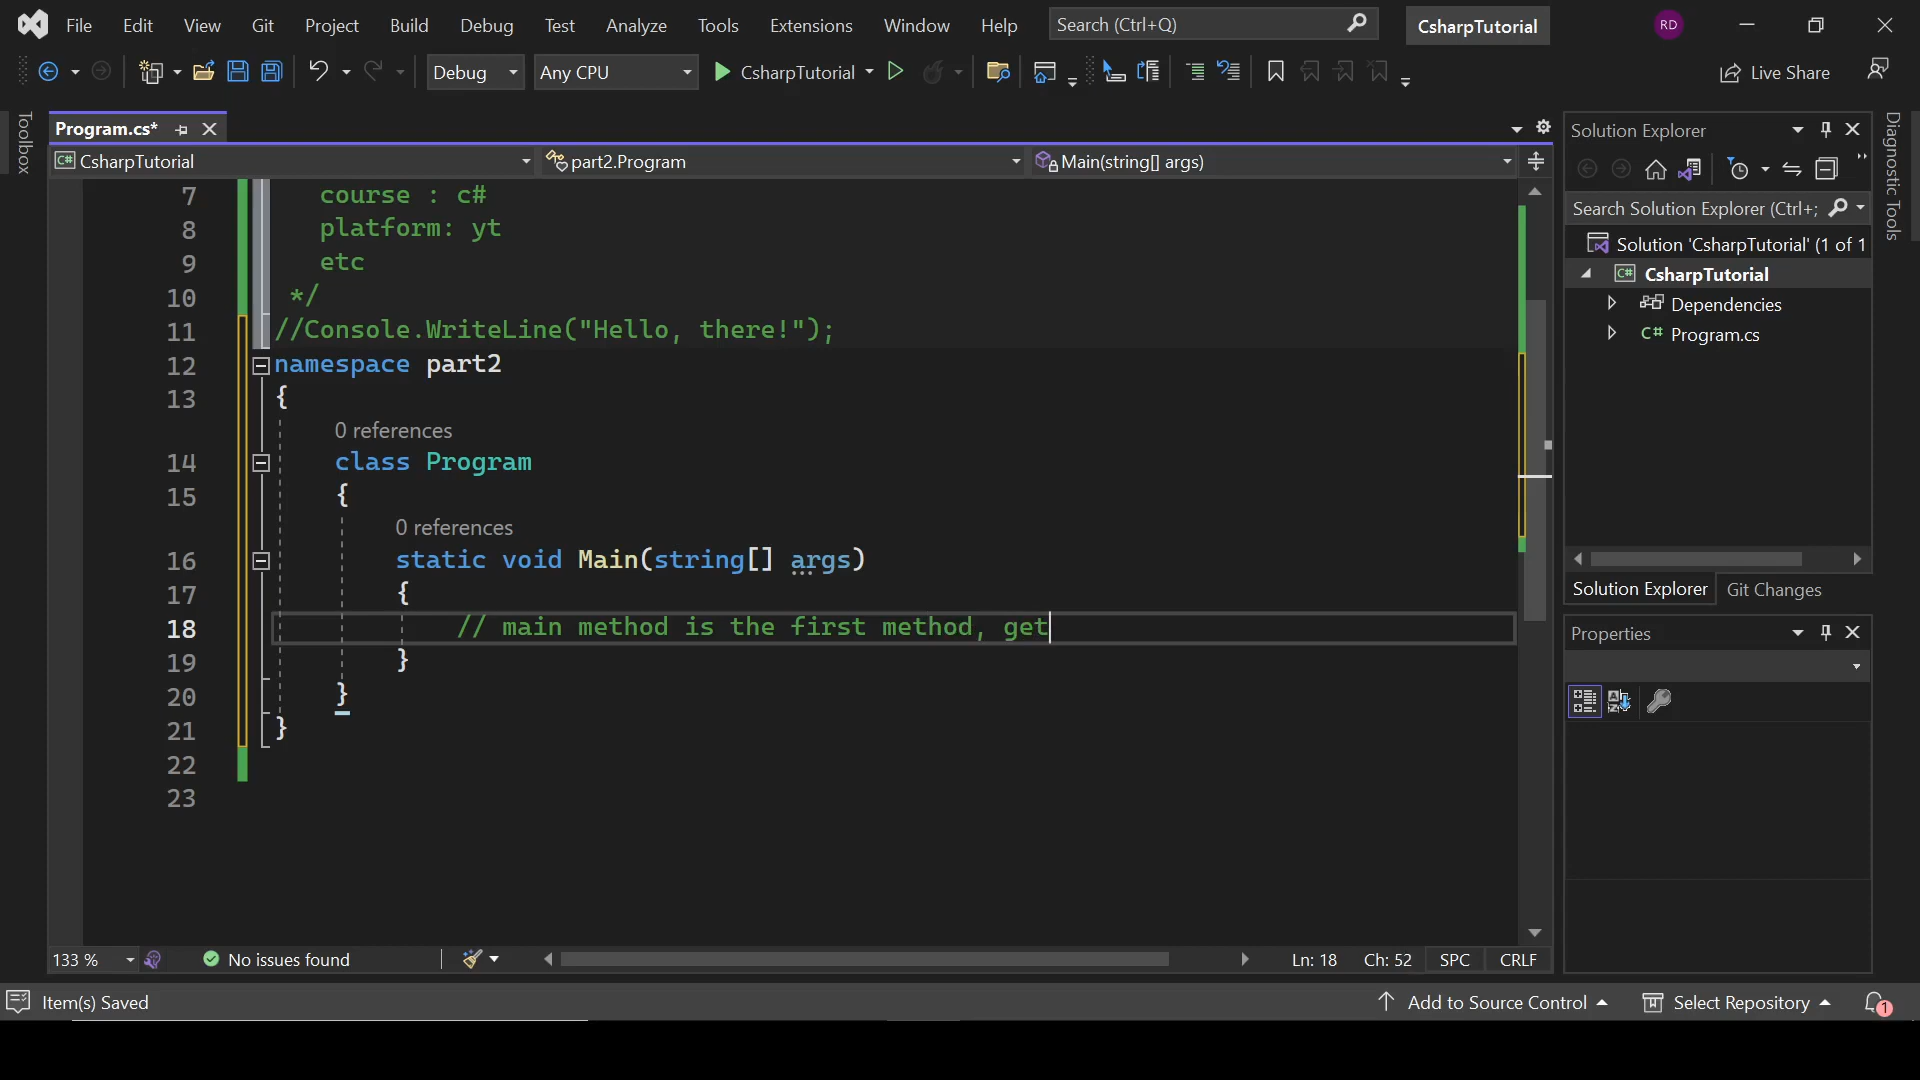 File Edit View Git Project Build Debug Test Analyze Tools Extensions Window Help Search (Ctrl+Q) CsharpTutorial RD
Debug Any CPU CsharpTutorial Live Share
Toolbox
Program.cs*
CsharpTutorial part2.Program Main(string[] args)
7 course : c#
8 platform: yt
9 etc
10 */
11 //Console.WriteLine("Hello, there!");
12 namespace part2
13 {
0 references
14 class Program
15 {
0 references
16 static void Main(string[] args)
17 {
18 // main method is the first method, get
19 }
20 }
21 }
22
23
133 % No issues found Ln: 18 Ch: 52 SPC CRLF
Solution Explorer
Search Solution Explorer (Ctrl+;
Solution 'CsharpTutorial' (1 of 1
C# CsharpTutorial
Dependencies
C# Program.cs
Solution Explorer Git Changes
Properties
Diagnostic Tools
Item(s) Saved Add to Source Control Select Repository 1